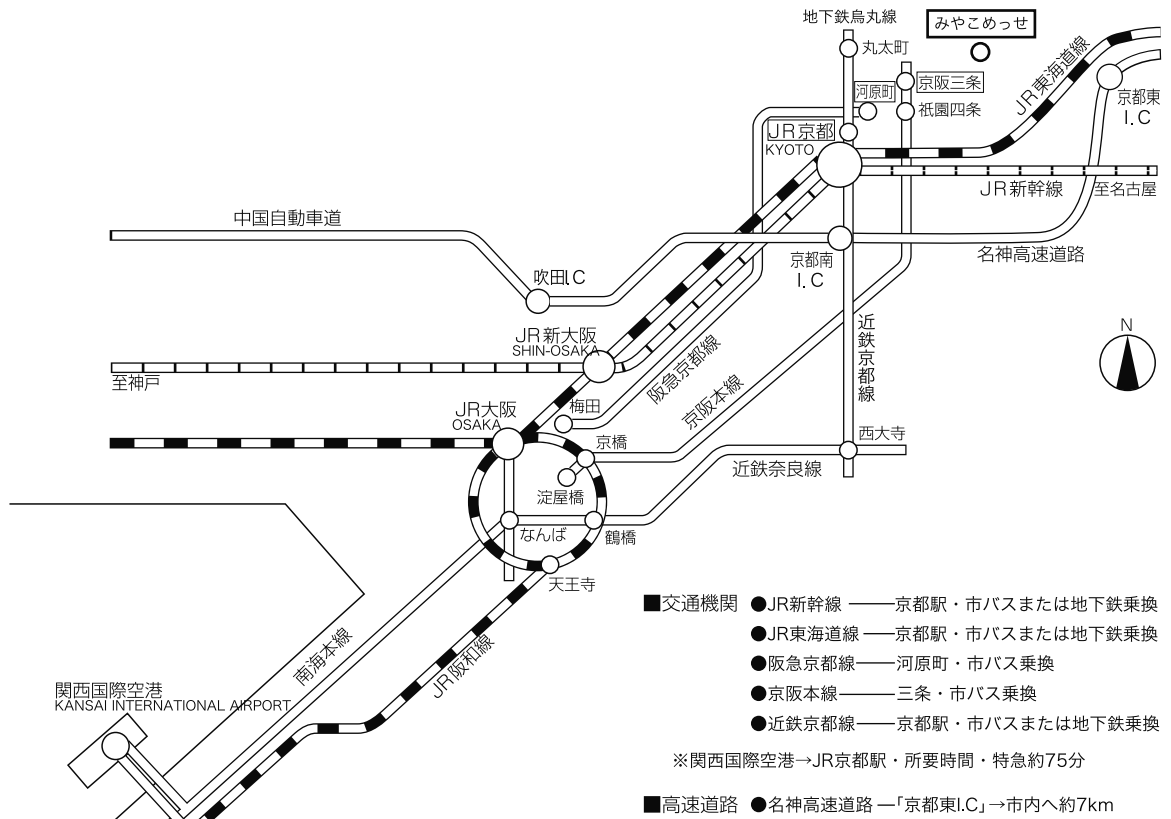 地下鉄烏丸線
みやこめっせ
丸太町
JR東海道線
京阪三条
河原町
京都東
I.C
祇園四条
JR京都
KYOTO
JR新幹線
至名古屋
中国自動車道
京都南
I.C
名神高速道路
吹田I.C
JR新大阪
SHIN-OSAKA
近鉄京都線
N
阪急京都線
至神戸
京阪本線
梅田
JR大阪
OSAKA
京橋
西大寺
近鉄奈良線
淀屋橋
なんば
鶴橋
天王寺
南海本線
JR阪和線
関西国際空港
KANSAI INTERNATIONAL AIRPORT
■交通機関 ●JR新幹線 ——京都駅・市バスまたは地下鉄乗換
●JR東海道線 ——京都駅・市バスまたは地下鉄乗換
●阪急京都線——河原町・市バス乗換
●京阪本線———三条・市バス乗換
●近鉄京都線——京都駅・市バスまたは地下鉄乗換
※関西国際空港→JR京都駅・所要時間・特急約75分
■高速道路 ●名神高速道路 —「京都東I.C」→市内へ約7km